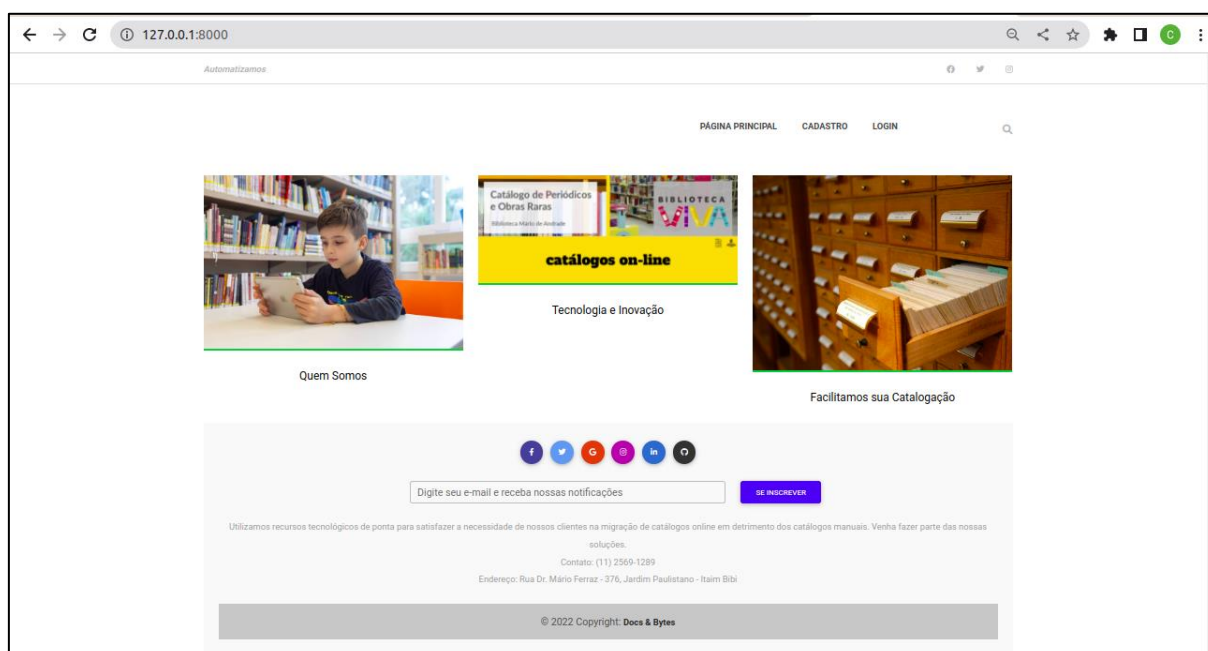 127.0.0.1:8000
C
Automatizamos
PÁGINA PRINCIPAL CADASTRO LOGIN
Catálogo de Periódicos
e Obras Raras
Biblioteca Mário de Andrade
BIBLIOTECA
VIVA
catálogos on-line
Tecnologia e Inovação
Quem Somos
Facilitamos sua Catalogação
Digite seu e-mail e receba nossas notificações
SE INSCREVER
Utilizamos recursos tecnológicos de ponta para satisfazer a necessidade de nossos clientes na migração de catálogos online em detrimento dos catálogos manuais. Venha fazer parte das nossas
soluções.
Contato: (11) 2569-1289
Endereço: Rua Dr. Mário Ferraz - 376, Jardim Paulistano - Itaim Bibi
© 2022 Copyright: Docs & Bytes